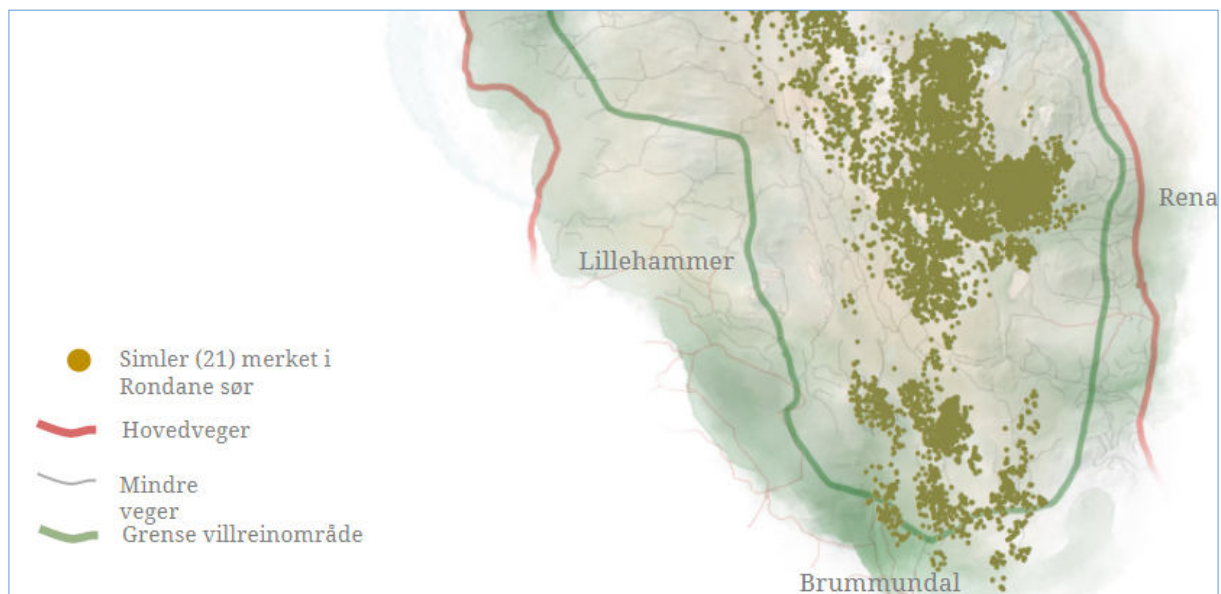 Rena
Lillehammer
Simler (21) merket i
Rondane sør
Hovedveger
Mindre
veger
Grense villreinområde
Brummundal